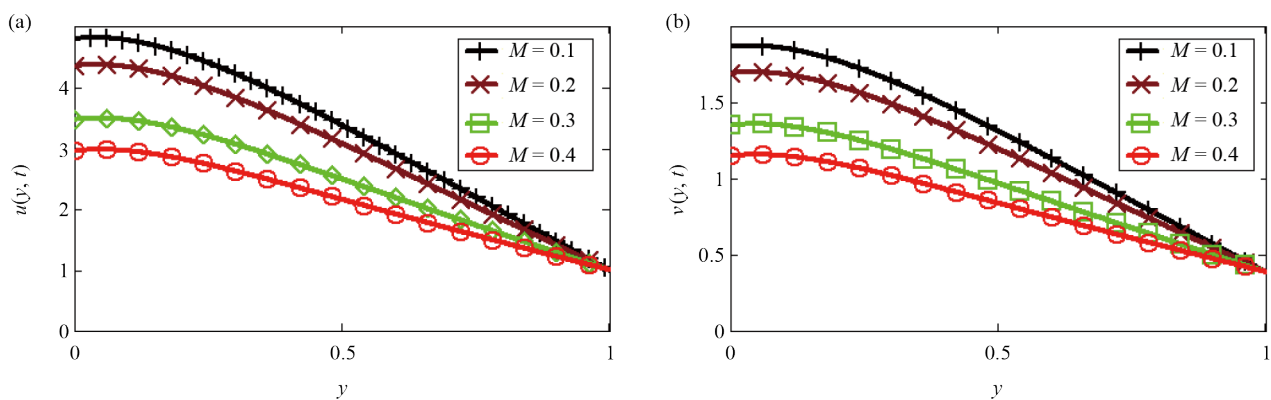 (a)
u(y, t)
4
3
2
1
0
0
0.5
1
y
M = 0.1
M = 0.2
M = 0.3
M = 0.4
(b)
v(y, t)
1.5
1
0.5
0
0
0.5
1
y
M = 0.1
M = 0.2
M = 0.3
M = 0.4